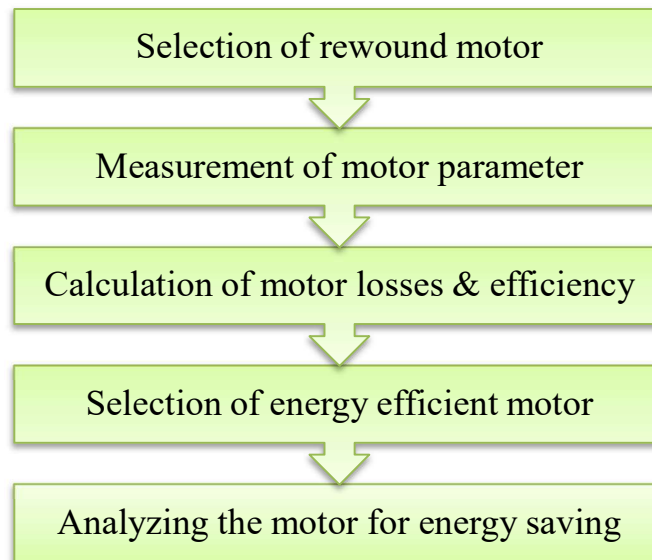 Selection of rewound motor
Measurement of motor parameter
Calculation of motor losses & efficiency
Selection of energy efficient motor
Analyzing the motor for energy saving